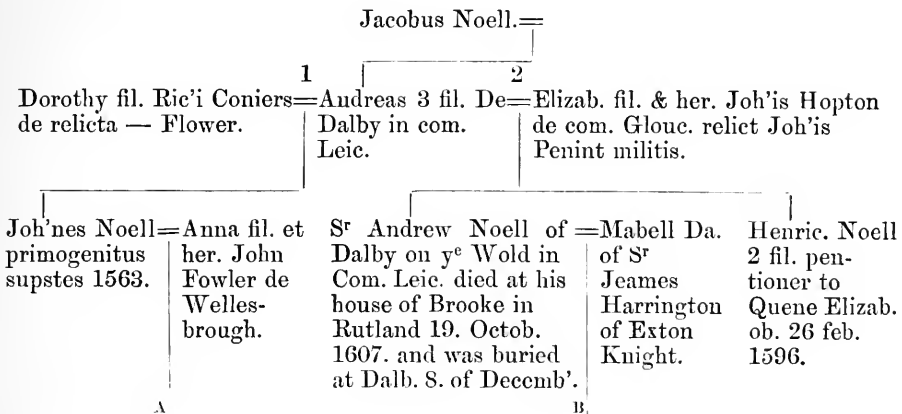 Jacobus Noell.=
1 2
Dorothy fil. Ric'i Coniers=Audreas 3 fil. De=Elizab. fil. & her. Joh'is Hopton
de relicta — Flower. Dalby in com. de com. Glouc. relict Joh'is
Leic. Penint militis.
Joh'nes Noell=Anna fil. et Sʳ Andrew Noell of =Mabell Da. Henric. Noell
primogenitus her. John Dalby on yᵉ Wold in of Sʳ 2 fil. pen-
supstes 1563. Fowler de Com. Leic. died at his Jeames tioner to
Welles- house of Brooke in Harrington Quene Elizab.
brough. Rutland 19. Octob. of Exton ob. 26 feb.
1607. and was buried Knight. 1596.
at Dalb. S. of Decemb'.
A B.